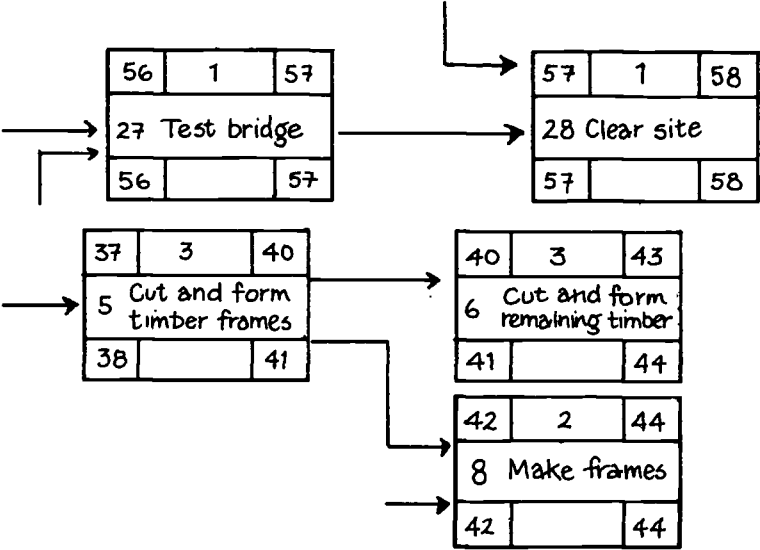 56 1 57
27 Test bridge
56 57
57 1 58
28 Clear site
57 58
37 3 40
5 Cut and form
timber frames
38 41
40 3 43
6 Cut and form
remaining timber
41 44
42 2 44
8 Make frames
42 44